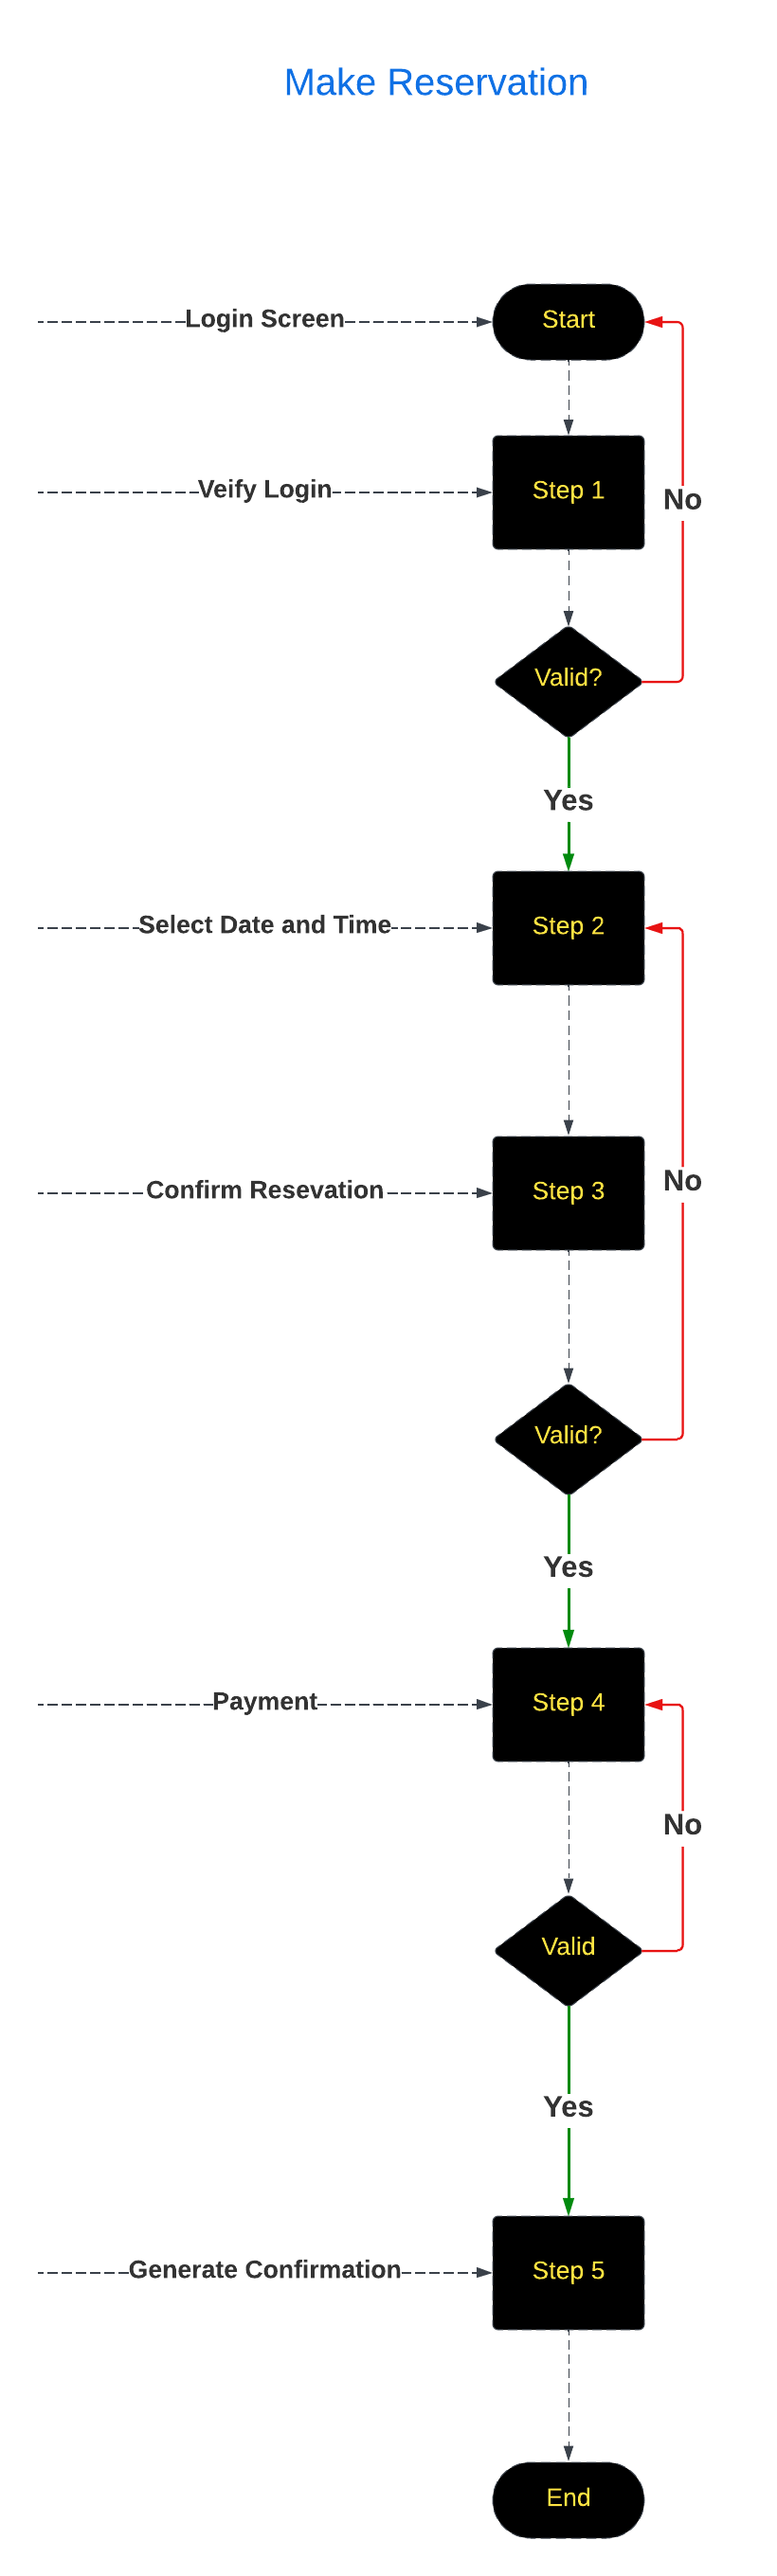 Make Reservation
Login Screen
Start
Veify Login
Step 1
No
Valid?
Yes
Select Date and Time
Step 2
Confirm Resevation
Step 3
No
Valid?
Yes
Payment
Step 4
No
Valid
Yes
Generate Confirmation
Step 5
End